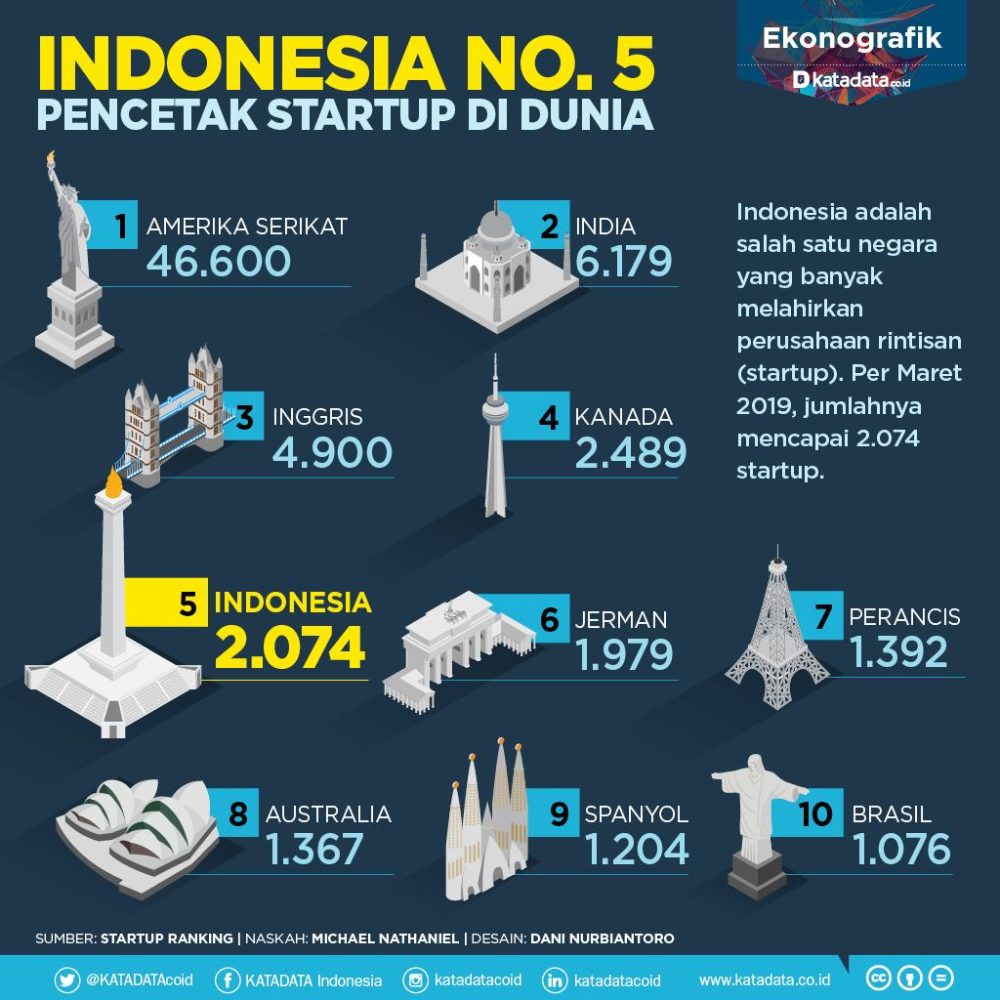 INDONESIA NO. 5
PENCETAK STARTUP DI DUNIA
Ekonografik
Dkatadata.co.id
1 AMERIKA SERIKAT
46.600
2 INDIA
6.179
3 INGGRIS
4.900
4 KANADA
2.489
5 INDONESIA
2.074
6 JERMAN
1.979
7 PERANCIS
1.392
8 AUSTRALIA
1.367
9 SPANYOL
1.204
10 BRASIL
1.076
Indonesia adalah
salah satu negara
yang banyak
melahirkan
perusahaan rintisan
(startup). Per Maret
2019, jumlahnya
mencapai 2.074
startup.
SUMBER: STARTUP RANKING | NASKAH: MICHAEL NATHANIEL | DESAIN: DANI NURBIANTORO
@KATADATAcoid KATADATA Indonesia katadatacoid katadatacoid www.katadata.co.id